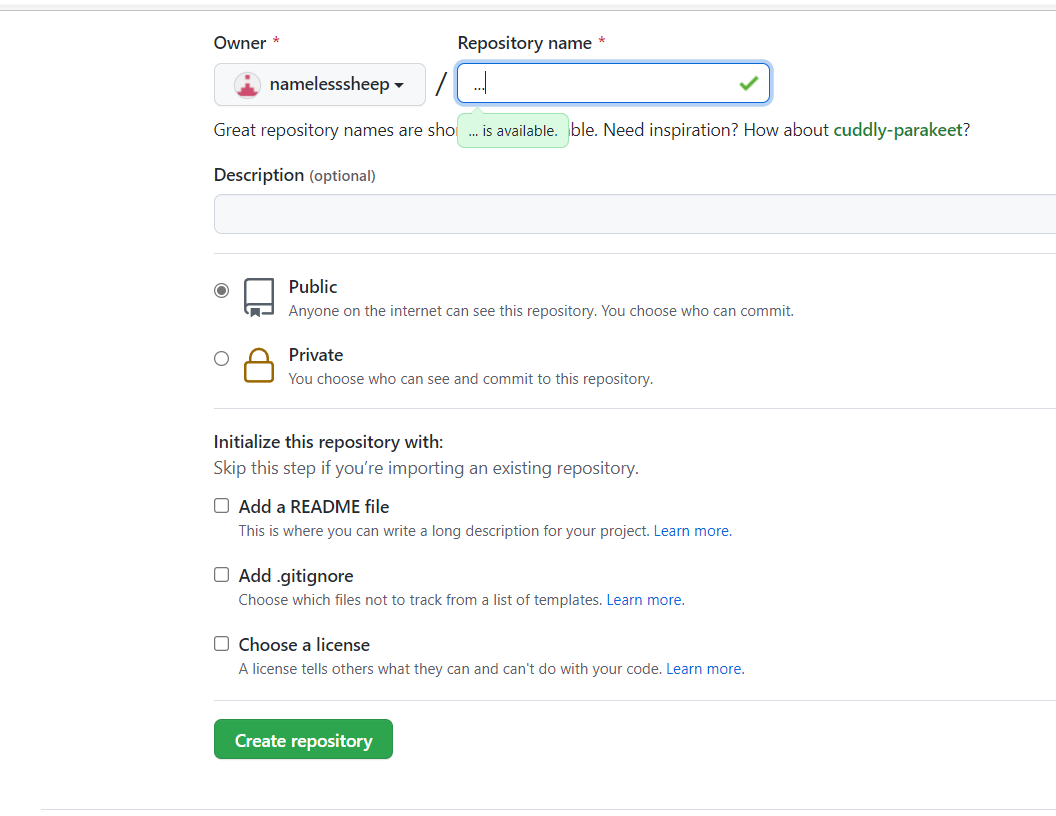 Owner * Repository name *
namelesssheep / ...
Great repository names are sho ble. Need inspiration? How about cuddly-parakeet?
... is available.
Description (optional)
Public
Anyone on the internet can see this repository. You choose who can commit.
Private
You choose who can see and commit to this repository.
Initialize this repository with:
Skip this step if you’re importing an existing repository.
Add a README file
This is where you can write a long description for your project. Learn more.
Add .gitignore
Choose which files not to track from a list of templates. Learn more.
Choose a license
A license tells others what they can and can't do with your code. Learn more.
Create repository